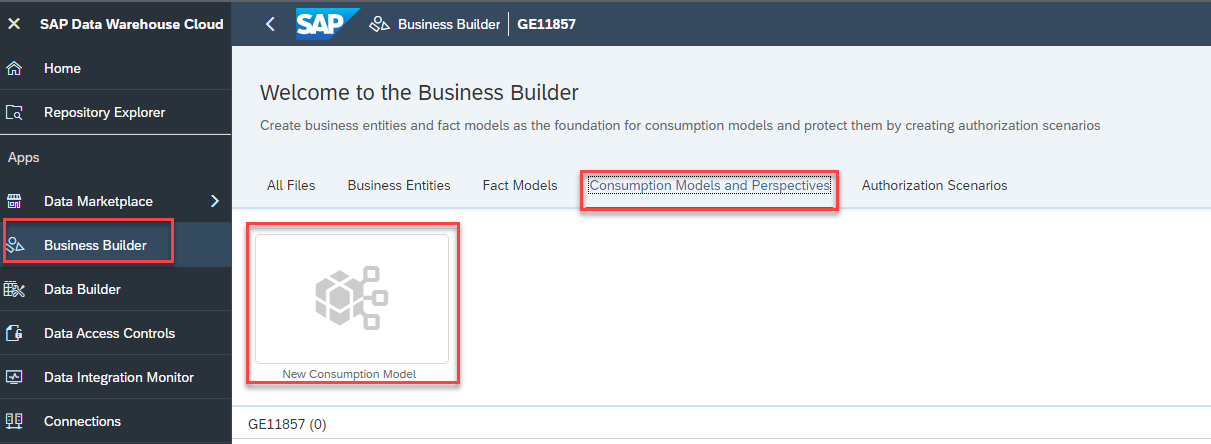 SAP Data Warehouse Cloud
SAP Business Builder GE11857
Home
Repository Explorer
Apps
Data Marketplace
Business Builder
Data Builder
Data Access Controls
Data Integration Monitor
Connections
Welcome to the Business Builder
Create business entities and fact models as the foundation for consumption models and protect them by creating authorization scenarios
All Files Business Entities Fact Models Consumption Models and Perspectives Authorization Scenarios
New Consumption Model
GE11857 (0)